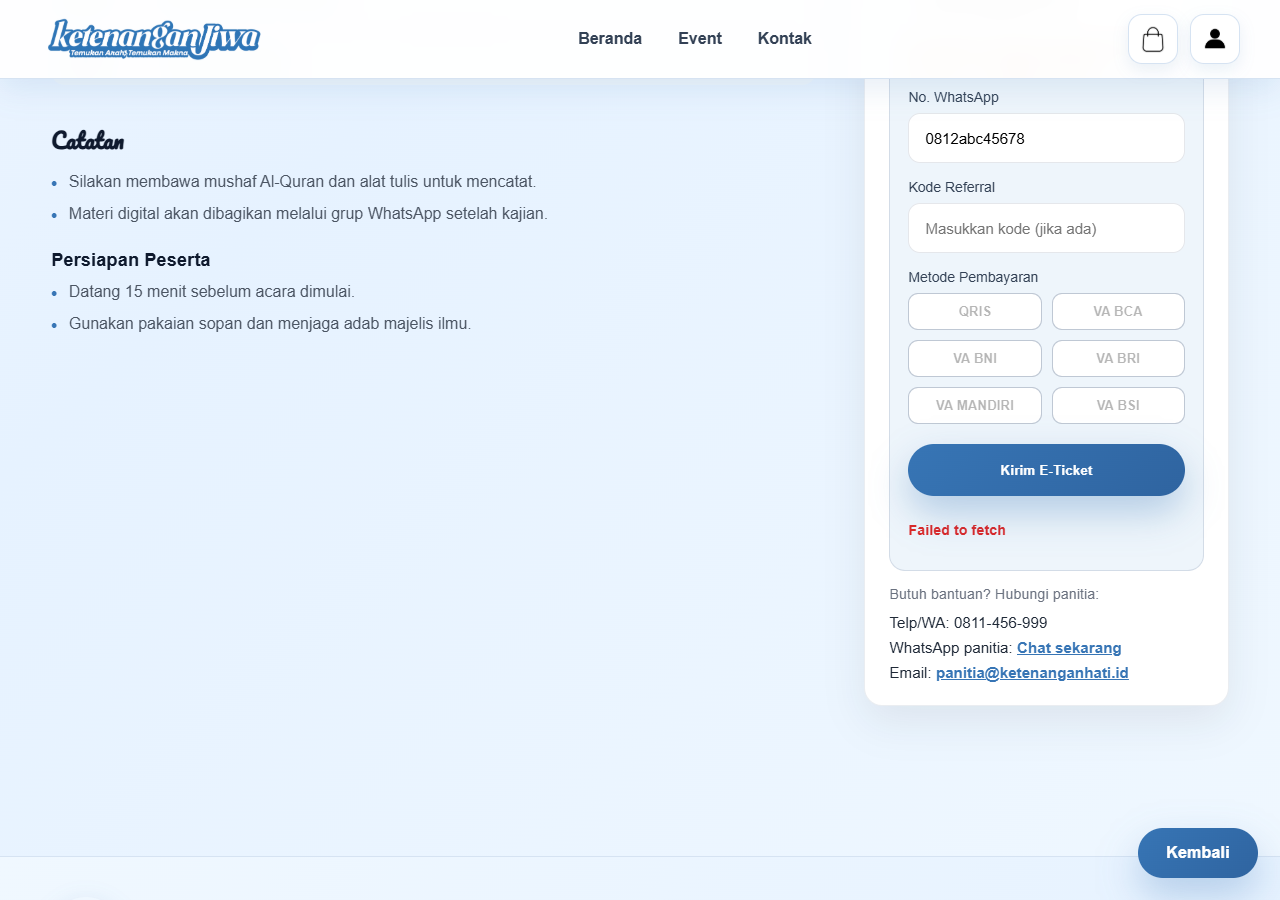 ketenanganJiwa
Temukan Arah, Temukan Makna
Beranda
Event
Kontak
Catatan
• Silakan membawa mushaf Al-Quran dan alat tulis untuk mencatat.
• Materi digital akan dibagikan melalui grup WhatsApp setelah kajian.
Persiapan Peserta
• Datang 15 menit sebelum acara dimulai.
• Gunakan pakaian sopan dan menjaga adab majelis ilmu.
No. WhatsApp
0812abc45678
Kode Referral
Masukkan kode (jika ada)
Metode Pembayaran
QRIS
VA BCA
VA BNI
VA BRI
VA MANDIRI
VA BSI
Kirim E-Ticket
Failed to fetch
Butuh bantuan? Hubungi panitia:
Telp/WA: 0811-456-999
WhatsApp panitia: Chat sekarang
Email: panitia@ketenanganhati.id
Kembali